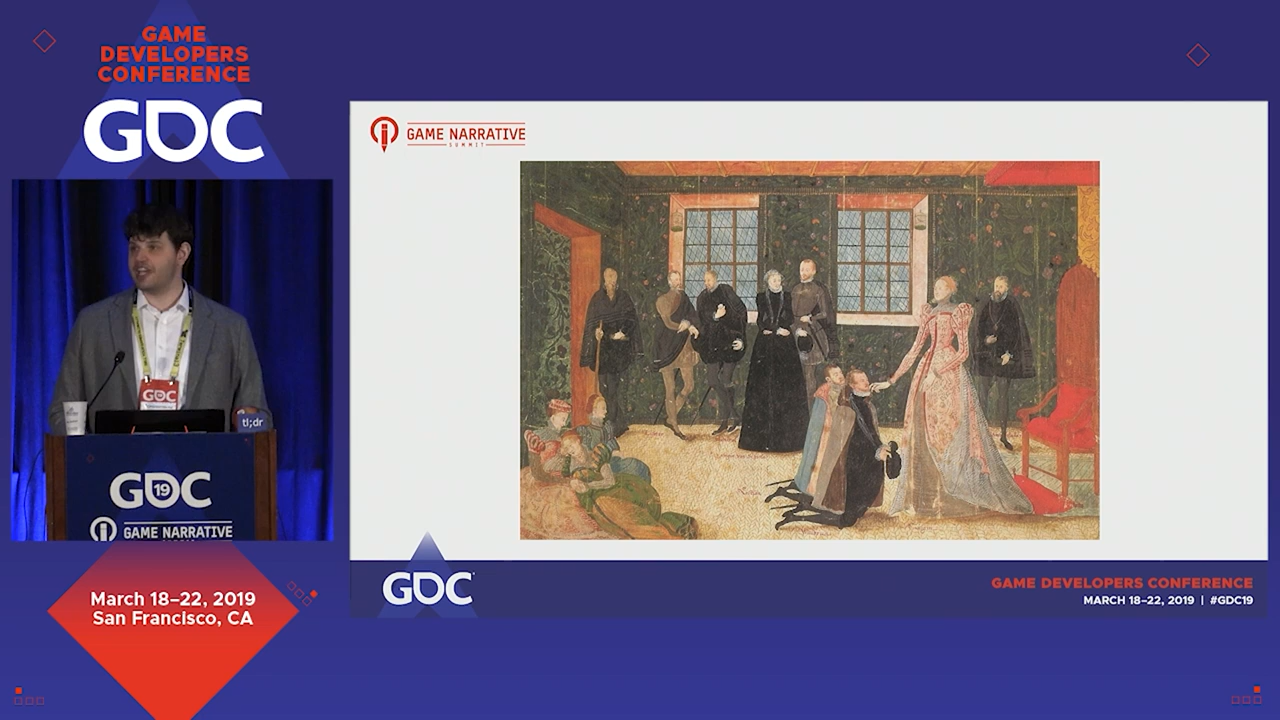 GAME
DEVELOPERS
CONFERENCE
GDC
GAME NARRATIVE
SUMMIT
GDC
tl;dr
GDC
19
GAME NARRATIVE
March 18–22, 2019
San Francisco, CA
GDC
GAME DEVELOPERS CONFERENCE
MARCH 18–22, 2019 | #GDC19